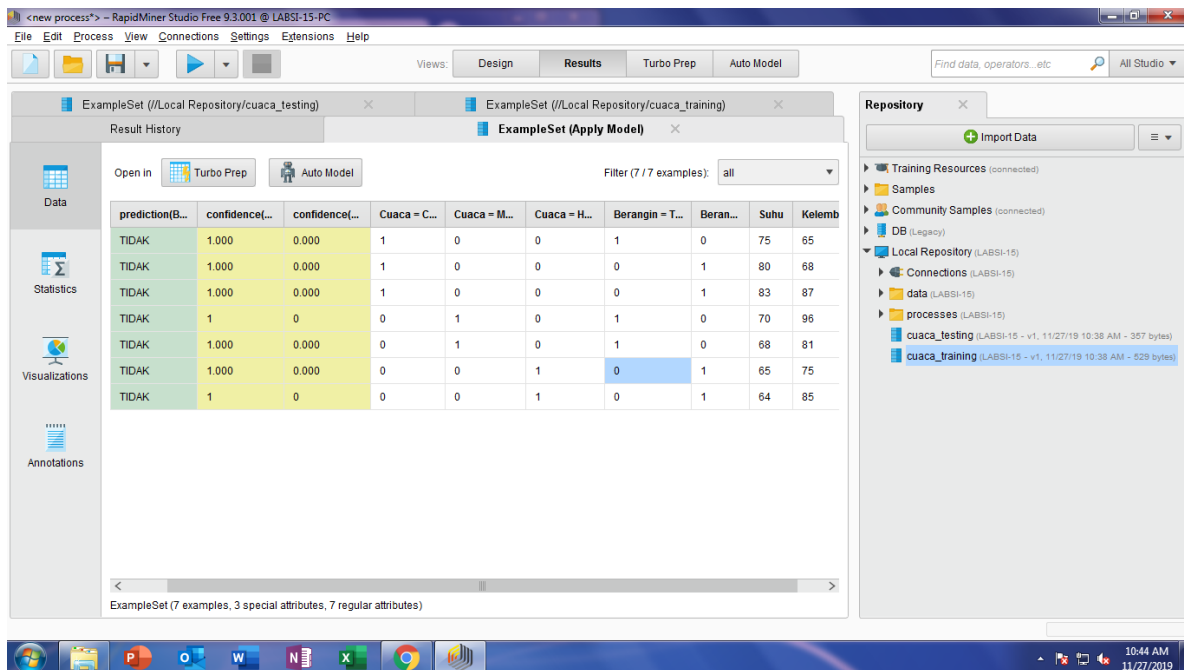 <new process*> – RapidMiner Studio Free 9.3.001 @ LABSI-15-PC
File Edit Process View Connections Settings Extensions Help
Views: Design Results Turbo Prep Auto Model
Find data, operators...etc All Studio
ExampleSet (//Local Repository/cuaca_testing) ExampleSet (//Local Repository/cuaca_training)
Result History ExampleSet (Apply Model)
Open in Turbo Prep Auto Model Filter (7 / 7 examples): all
prediction(B... confidence(... confidence(... Cuaca = C... Cuaca = M... Cuaca = H... Berangin = T... Beran... Suhu Kelemb
TIDAK 1.000 0.000 1 0 0 1 0 75 65
TIDAK 1.000 0.000 1 0 0 0 1 80 68
TIDAK 1.000 0.000 1 0 0 0 1 83 87
TIDAK 1 0 0 1 0 1 0 70 96
TIDAK 1.000 0.000 0 1 0 1 0 68 81
TIDAK 1.000 0.000 0 0 1 0 1 65 75
TIDAK 1 0 0 0 1 0 1 64 85
ExampleSet (7 examples, 3 special attributes, 7 regular attributes)
Data
Statistics
Visualizations
Annotations
Repository
Import Data
Training Resources (connected)
Samples
Community Samples (connected)
DB (Legacy)
Local Repository (LABSI-15)
Connections (LABSI-15)
data (LABSI-15)
processes (LABSI-15)
cuaca_testing (LABSI-15 - v1, 11/27/19 10:38 AM - 357 bytes)
cuaca_training (LABSI-15 - v1, 11/27/19 10:38 AM - 529 bytes)
10:44 AM
11/27/2019